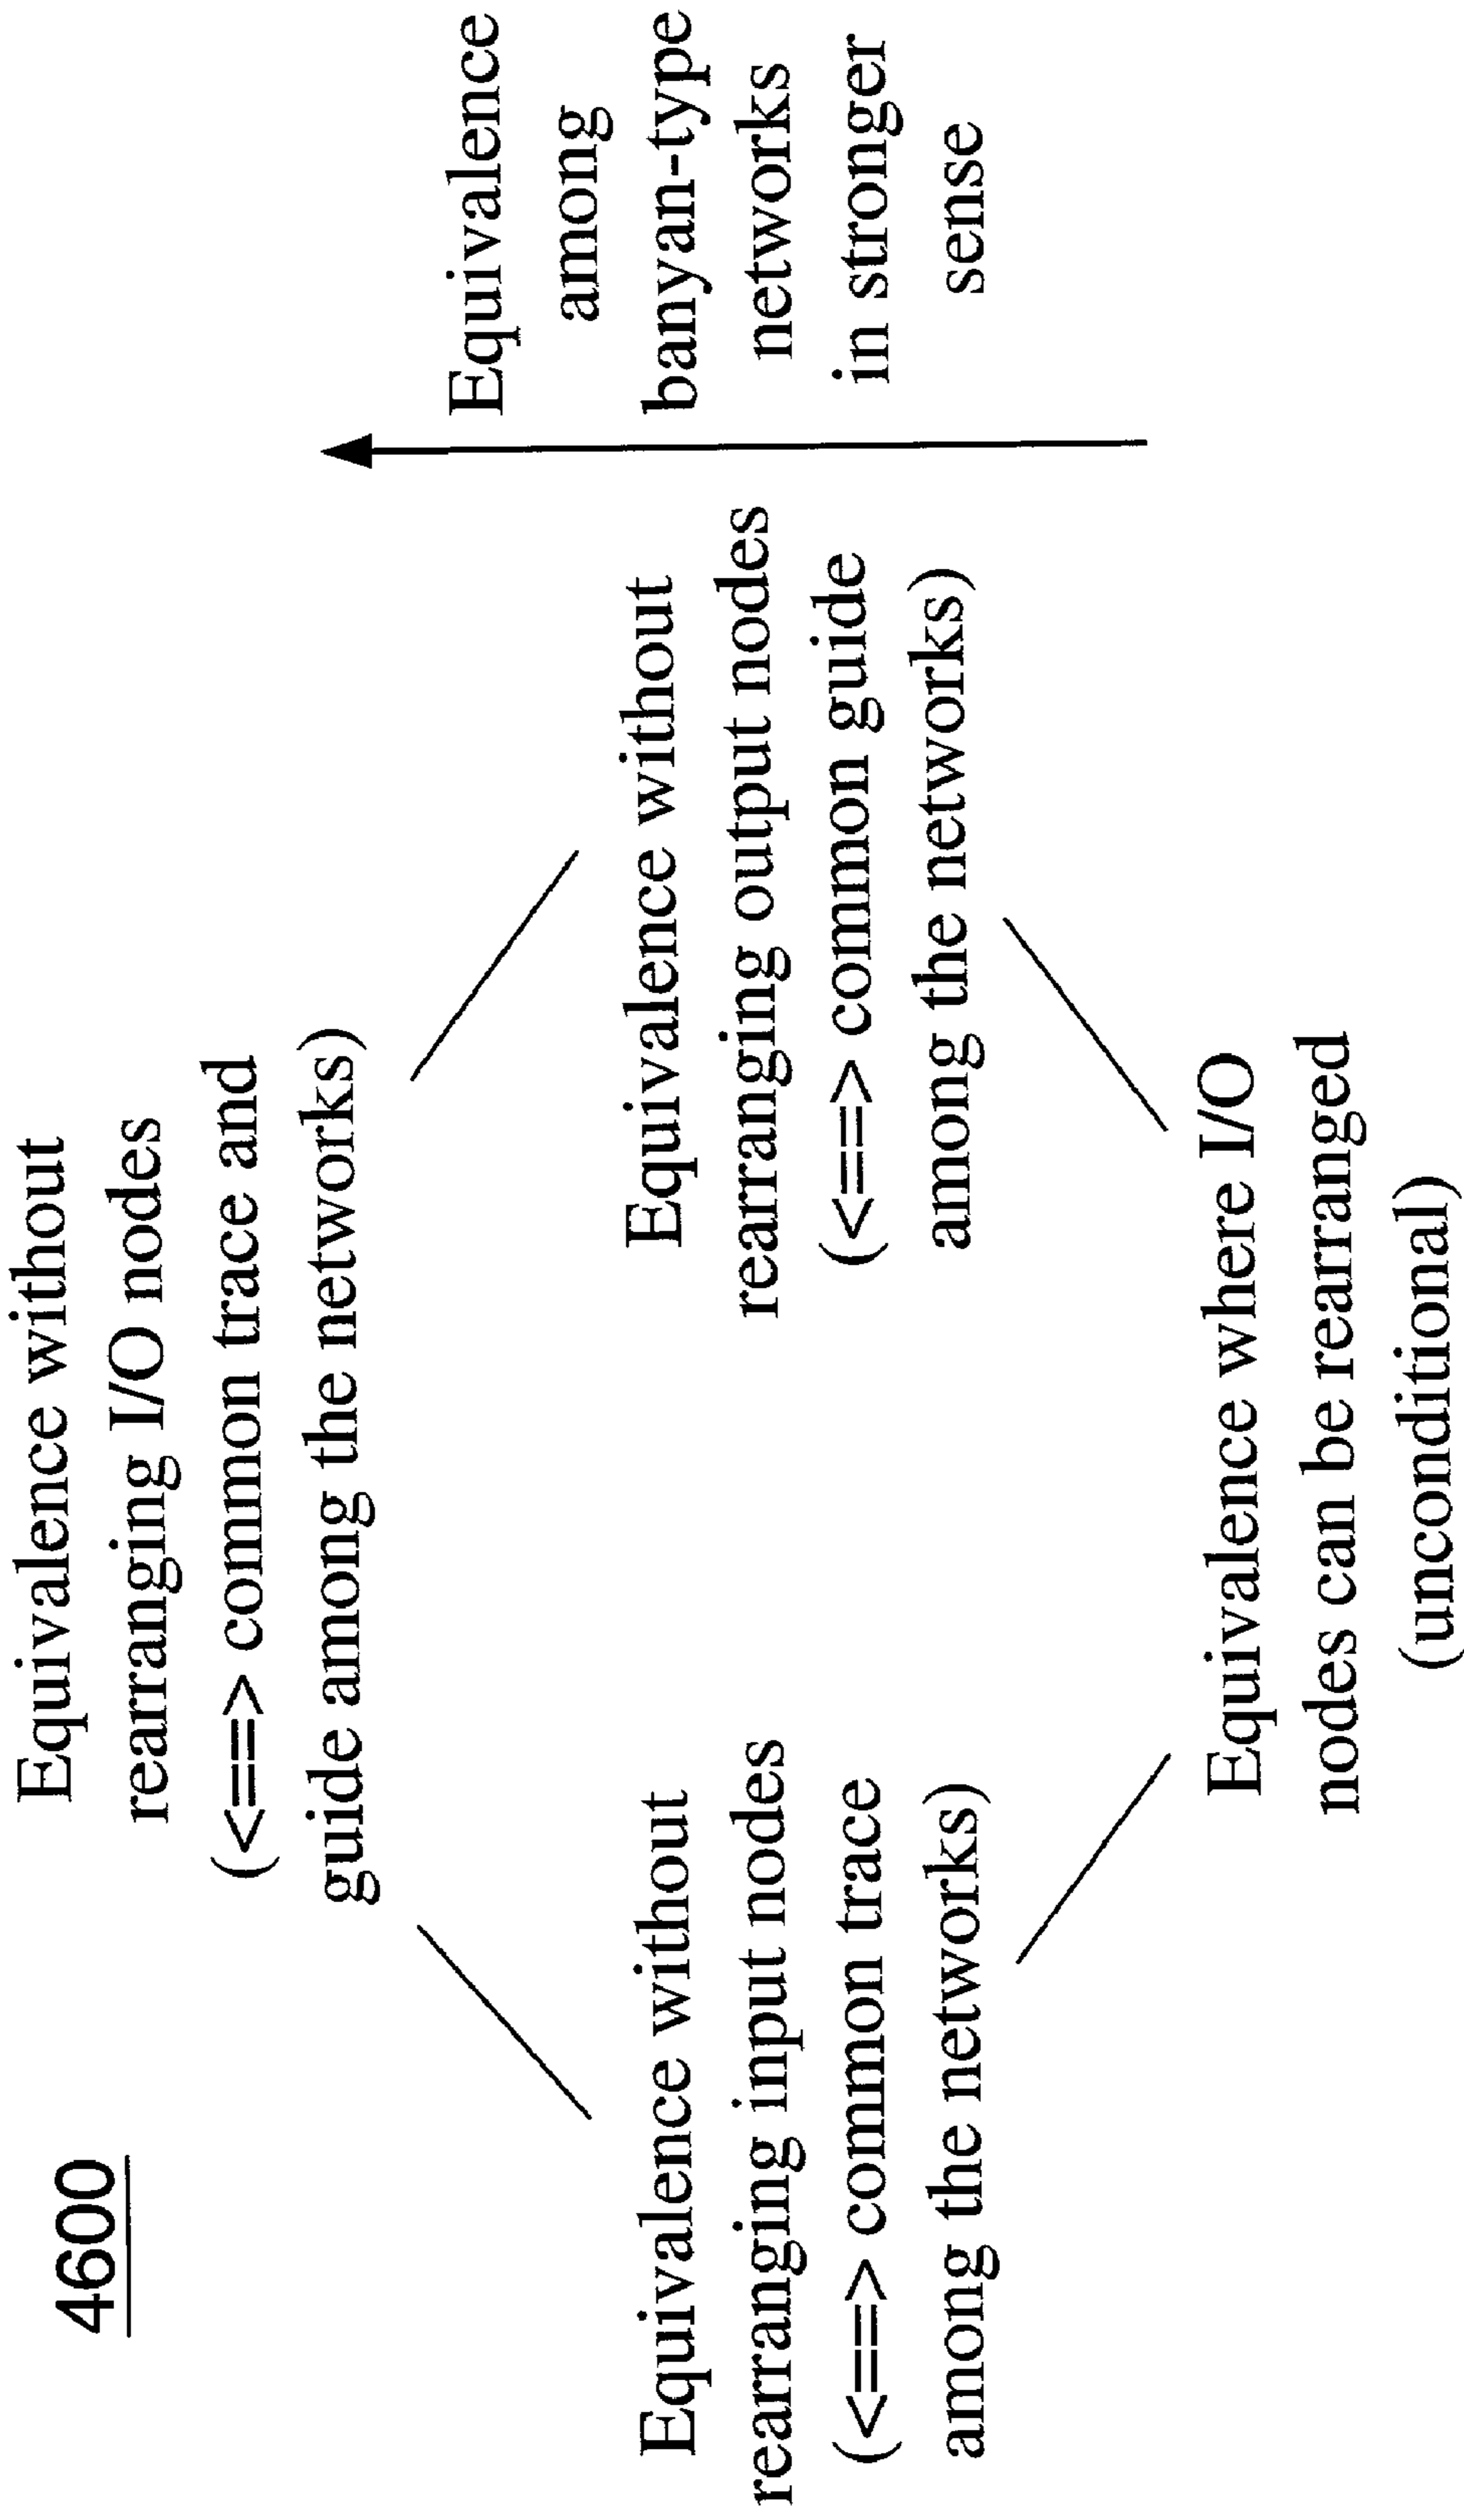 4600
Equivalence without
rearranging I/O nodes
(<==> common trace and
guide among the networks)
Equivalence without
rearranging input nodes
(<==> common trace
among the networks)
Equivalence without
rearranging output nodes
(<==> common guide
among the networks)
Equivalence where I/O
nodes can be rearranged
(unconditional)
Equivalence
among
banyan-type
networks
in stronger
sense